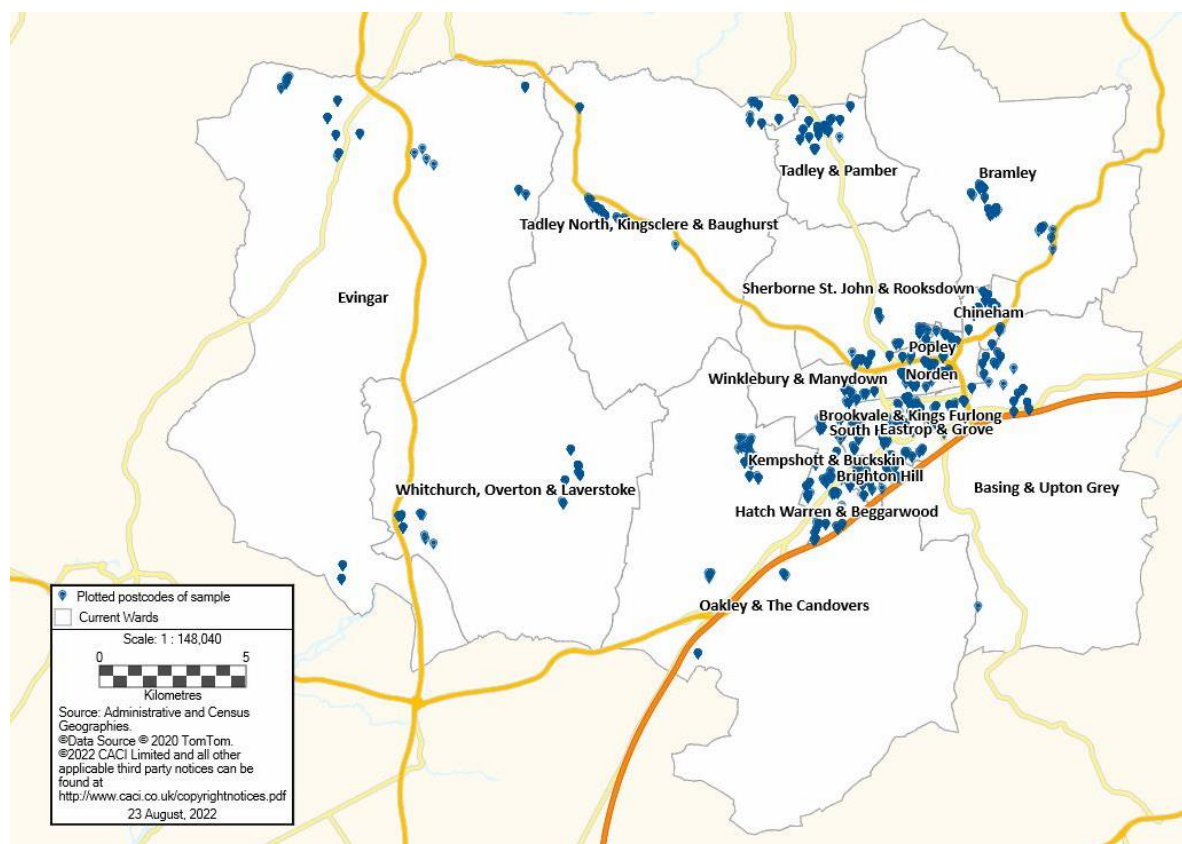 Tadley & Pamber
Bramley
Tadley North, Kingsclere & Baughurst
Sherborne St. John & Rooksdown
Evingar
Chineham
Popley
Norden
Winklebury & Manydown
Brookvale & Kings Furlong
South
Eastrop & Grove
Kempshott & Buckskin
Brighton Hill
Whitchurch, Overton & Laverstoke
Basing & Upton Grey
Hatch Warren & Beggarwood
Oakley & The Candovers
Plotted postcodes of sample
Current Wards
Scale: 1 : 148,040
0 5
Kilometres
Source: Administrative and Census
Geographies.
©Data Source © 2020 TomTom.
©2022 CACI Limited and all other
applicable third party notices can be
found at
http://www.caci.co.uk/copyrightnotices.pdf
23 August, 2022